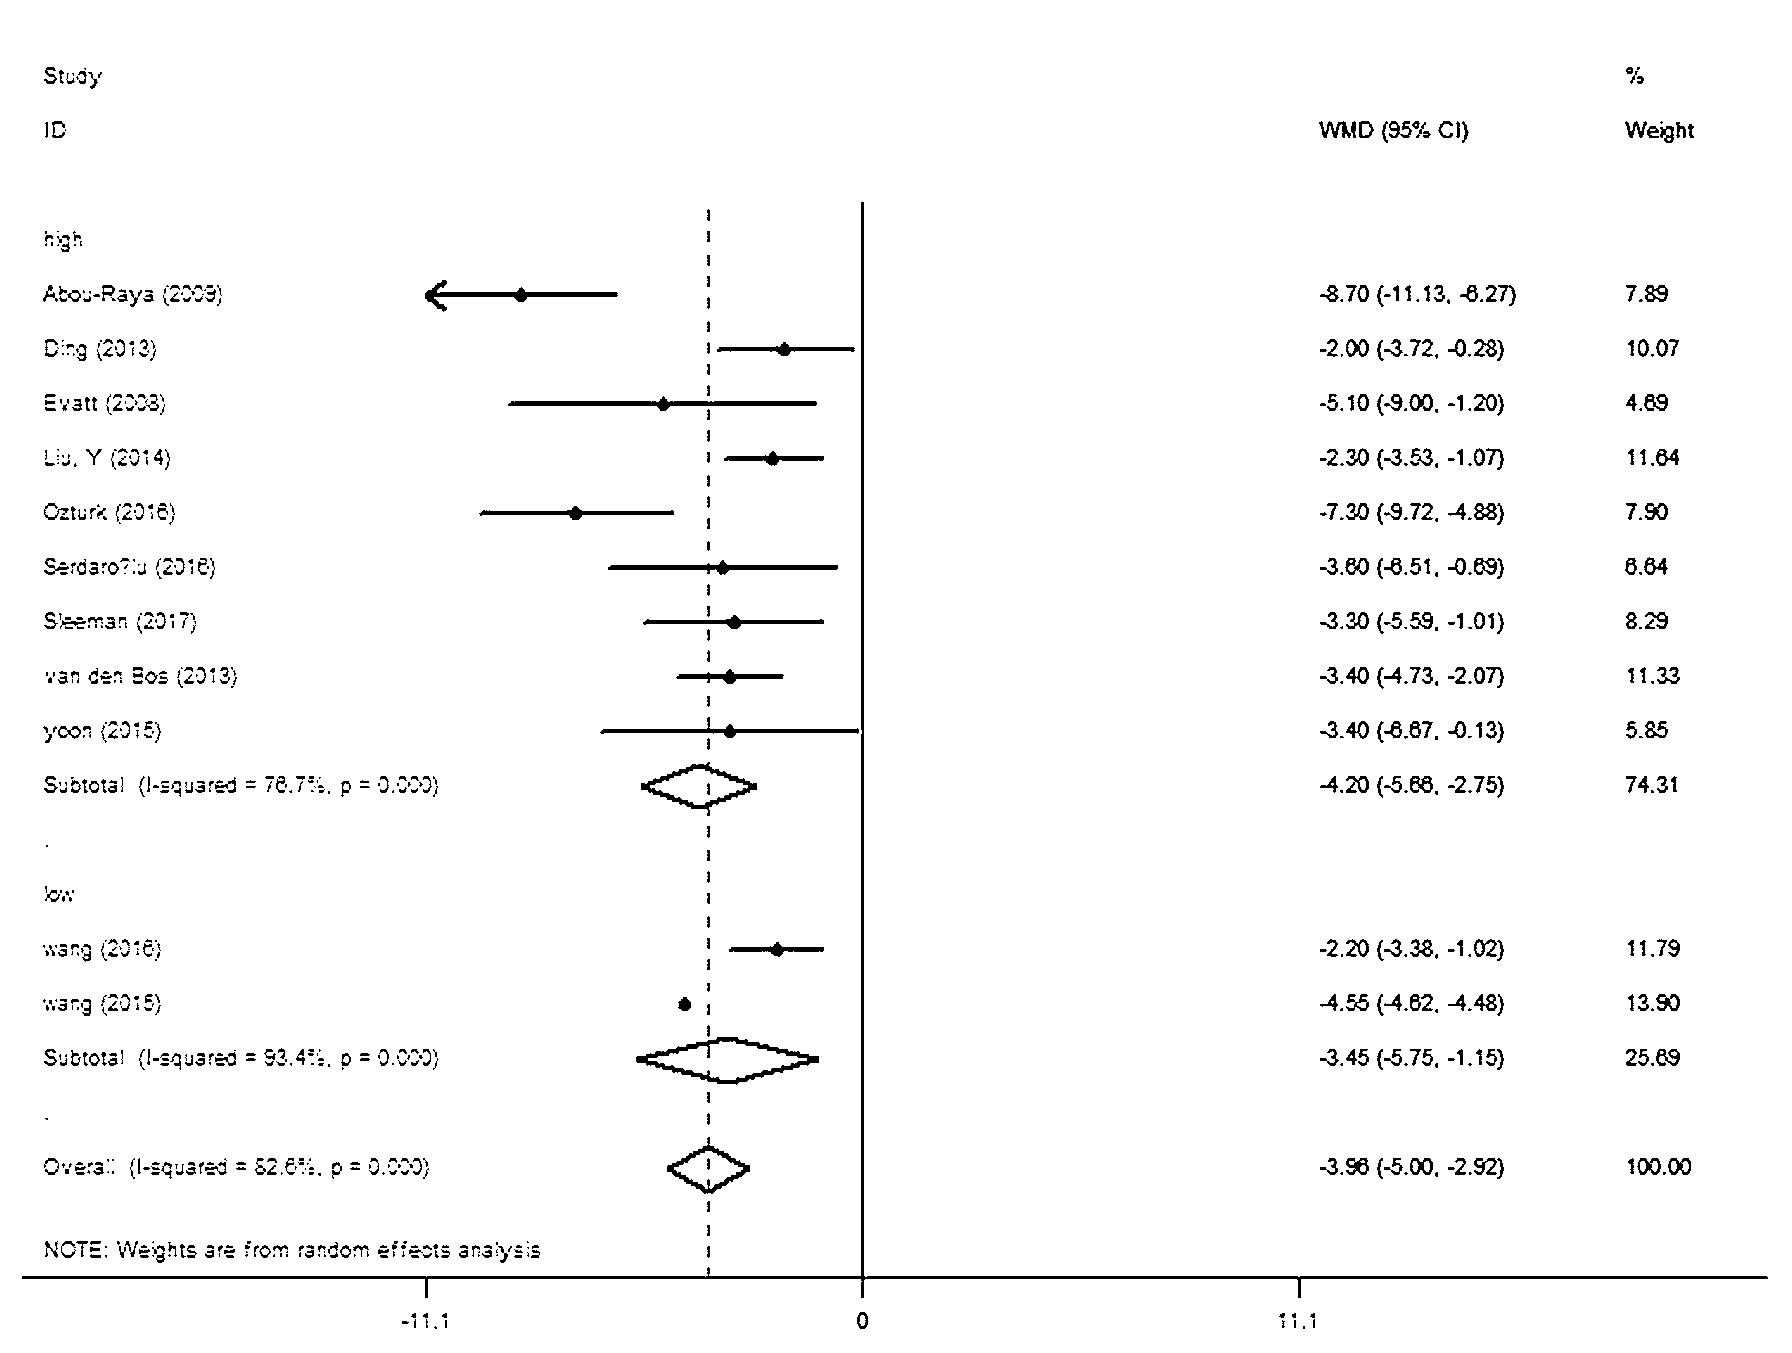 Study %
ID WMD (95% CI) Weight
high
Abou-Raya (2009) -8.70 (-11.13, -6.27) 7.89
Ding (2013) -2.00 (-3.72, -0.28) 10.07
Evatt (2008) -5.10 (-9.00, -1.20) 4.69
Liu, Y (2014) -2.30 (-3.53, -1.07) 11.64
Ozturk (2016) -7.30 (-9.72, -4.88) 7.90
Serdaro?lu (2016) -3.60 (-6.51, -0.69) 6.64
Sleeman (2017) -3.30 (-5.59, -1.01) 8.29
van den Bos (2013) -3.40 (-4.73, -2.07) 11.33
yoon (2015) -3.40 (-6.67, -0.13) 5.85
Subtotal (I-squared = 76.7%, p = 0.000) -4.20 (-5.66, -2.75) 74.31
.
low
wang (2016) -2.20 (-3.38, -1.02) 11.79
wang (2015) -4.55 (-4.62, -4.48) 13.90
Subtotal (I-squared = 93.4%, p = 0.000) -3.45 (-5.75, -1.15) 25.69
.
Overall (I-squared = 82.6%, p = 0.000) -3.96 (-5.00, -2.92) 100.00
NOTE: Weights are from random effects analysis
-11.1 0 11.1